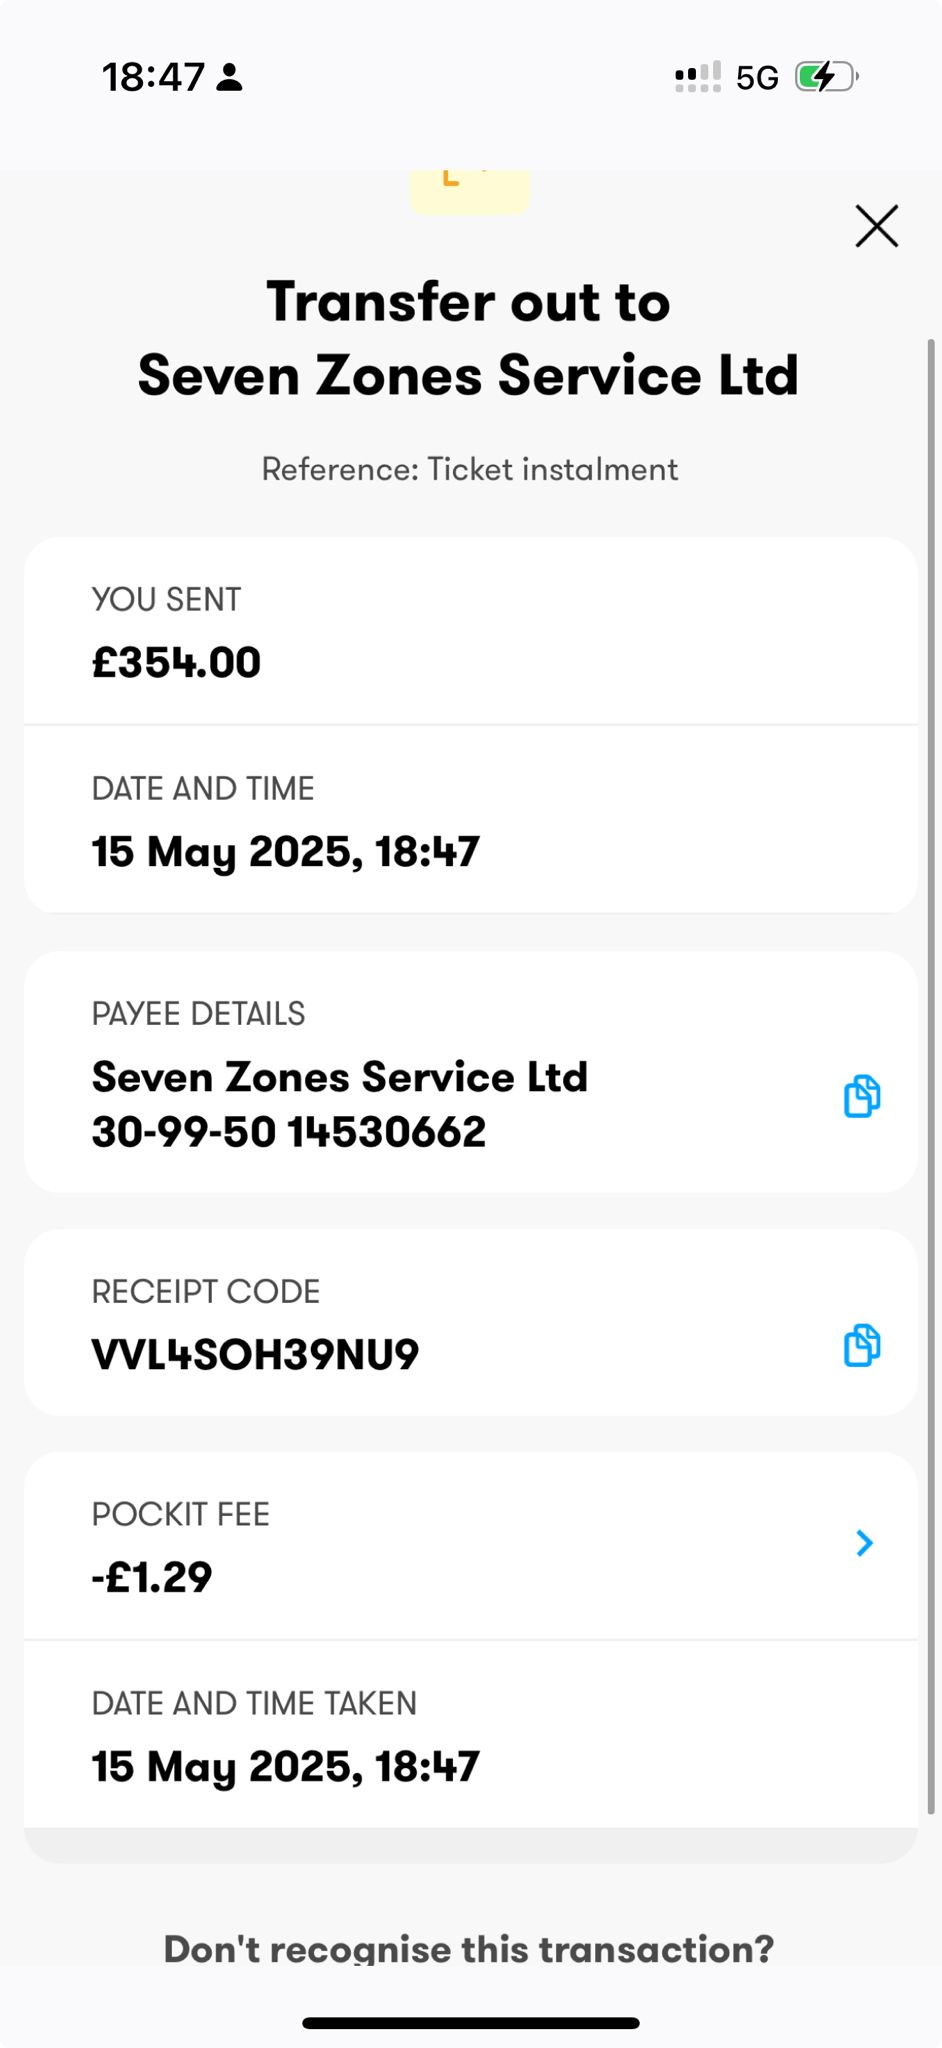 18:47
5G
Transfer out to
Seven Zones Service Ltd
Reference: Ticket instalment
YOU SENT
£354.00
DATE AND TIME
15 May 2025, 18:47
PAYEE DETAILS
Seven Zones Service Ltd
30-99-50 14530662
RECEIPT CODE
VVL4SOH39NU9
POCKIT FEE
-£1.29
DATE AND TIME TAKEN
15 May 2025, 18:47
Don't recognise this transaction?